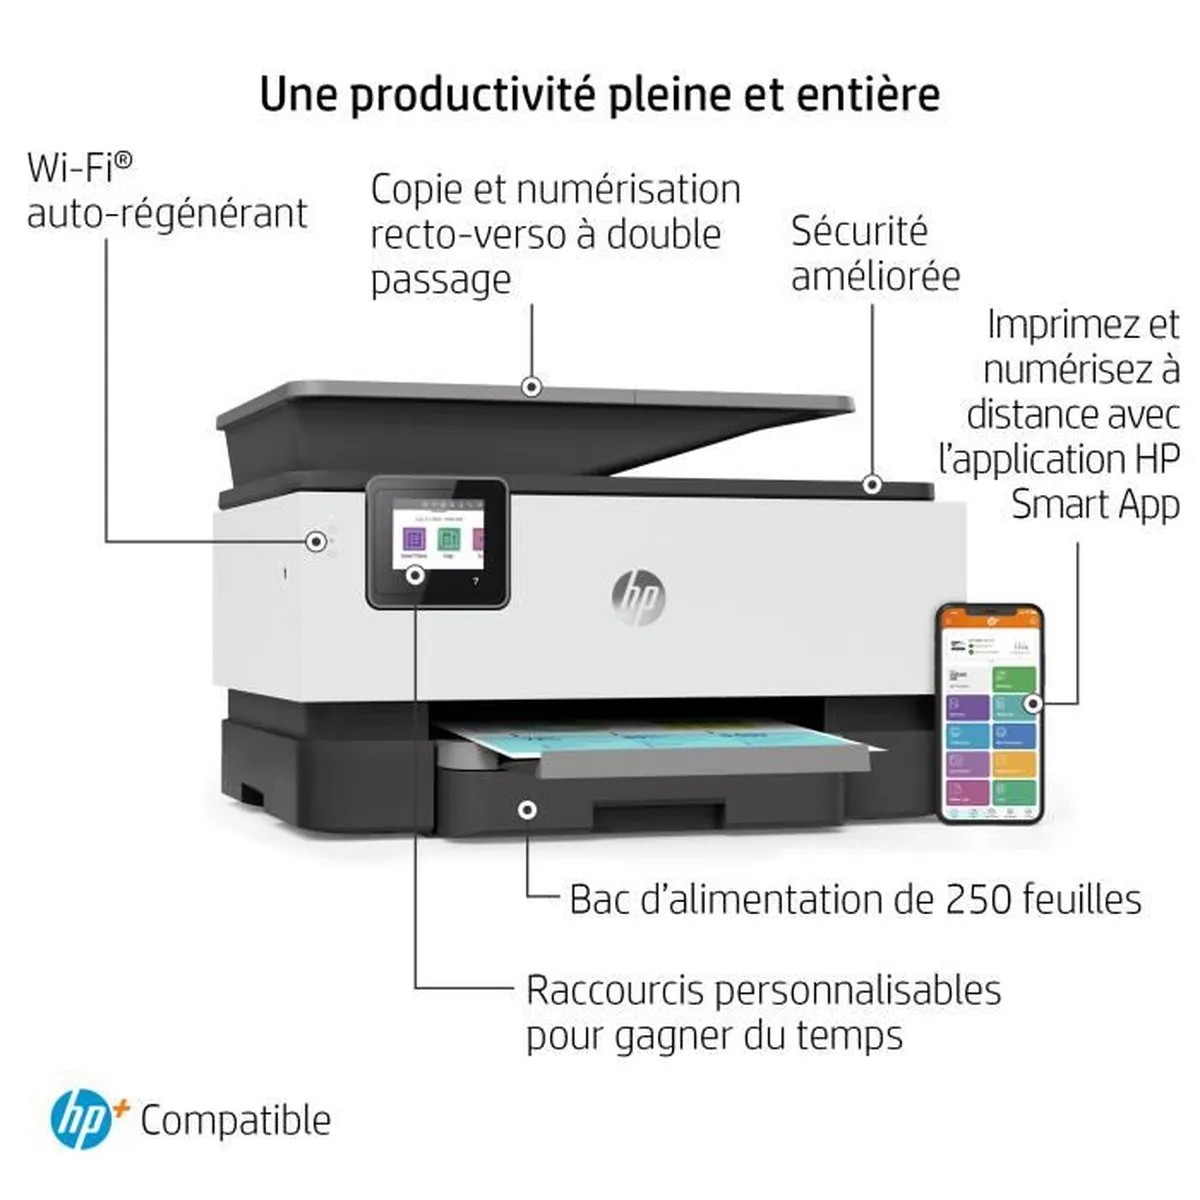 Une productivité pleine et entière
Wi-Fi®
auto-régénérant
Copie et numérisation
recto-verso à double
passage
Sécurité
améliorée
Imprimez et
numérisez à
distance avec
l'application HP
Smart App
hp
Bac d'alimentation de 250 feuilles
Raccourcis personnalisables
pour gagner du temps
hp+ Compatible